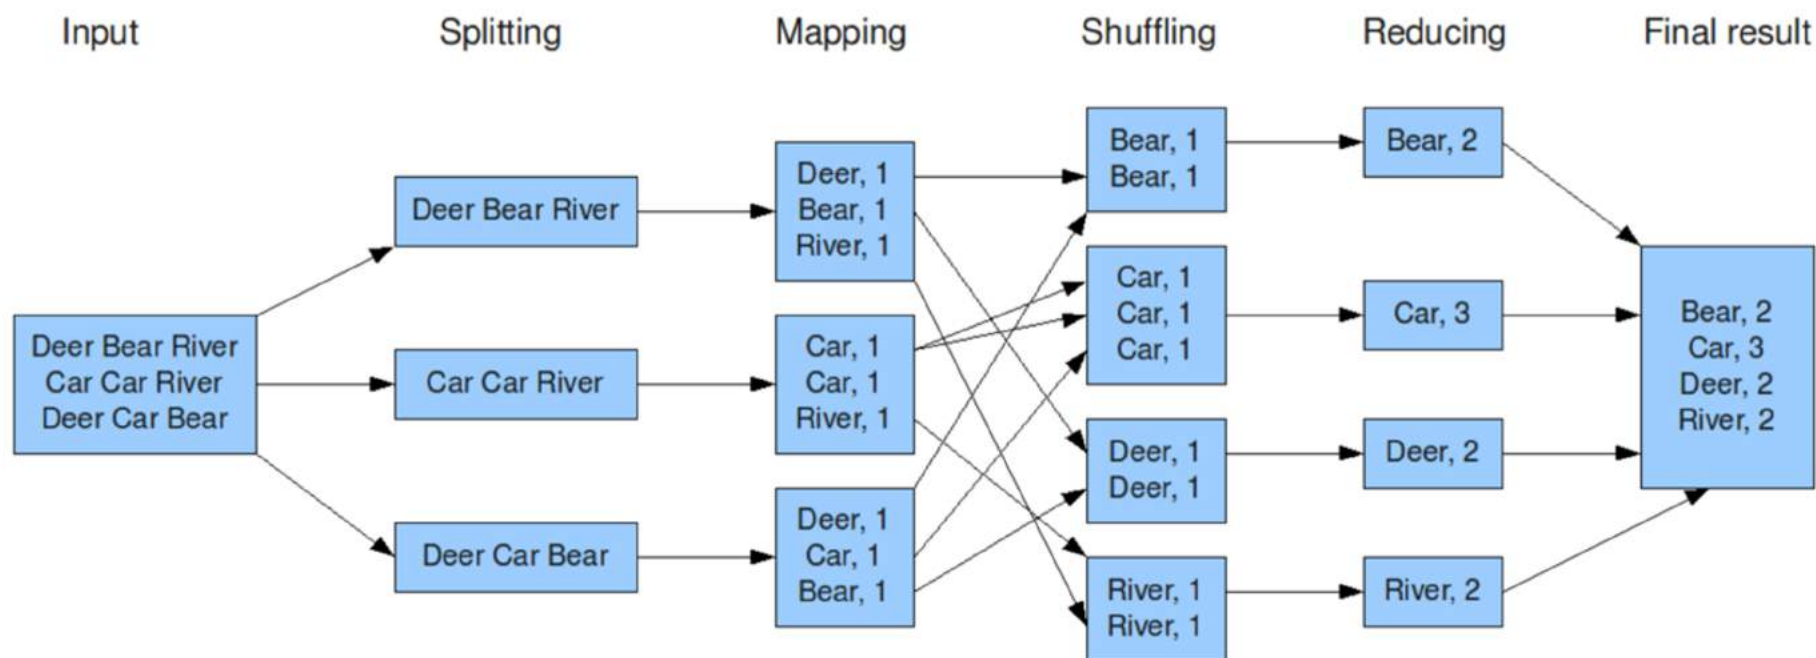 Input
Splitting
Mapping
Shuffling
Reducing
Final result
Deer Bear River
Car Car River
Deer Car Bear
Deer Bear River
Car Car River
Deer Car Bear
Deer, 1
Bear, 1
River, 1
Car, 1
Car, 1
River, 1
Deer, 1
Car, 1
Bear, 1
Bear, 1
Bear, 1
Car, 1
Car, 1
Car, 1
Deer, 1
Deer, 1
River, 1
River, 1
Bear, 2
Car, 3
Deer, 2
River, 2
Bear, 2
Car, 3
Deer, 2
River, 2